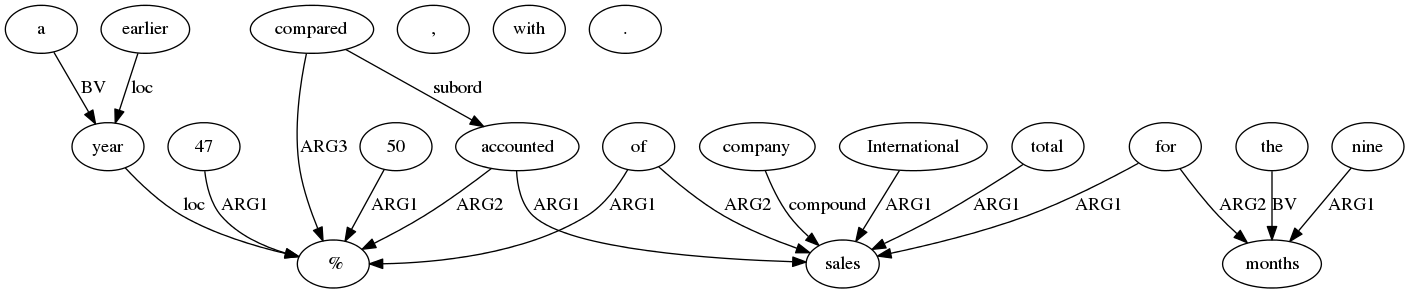 a earlier compared , with .
BV loc subord
year 47 ARG3 50 accounted of company International total for the nine
loc ARG1 ARG1 ARG2 ARG1 ARG1 ARG2 compound ARG1 ARG1 ARG1 ARG2 BV ARG1
% sales months